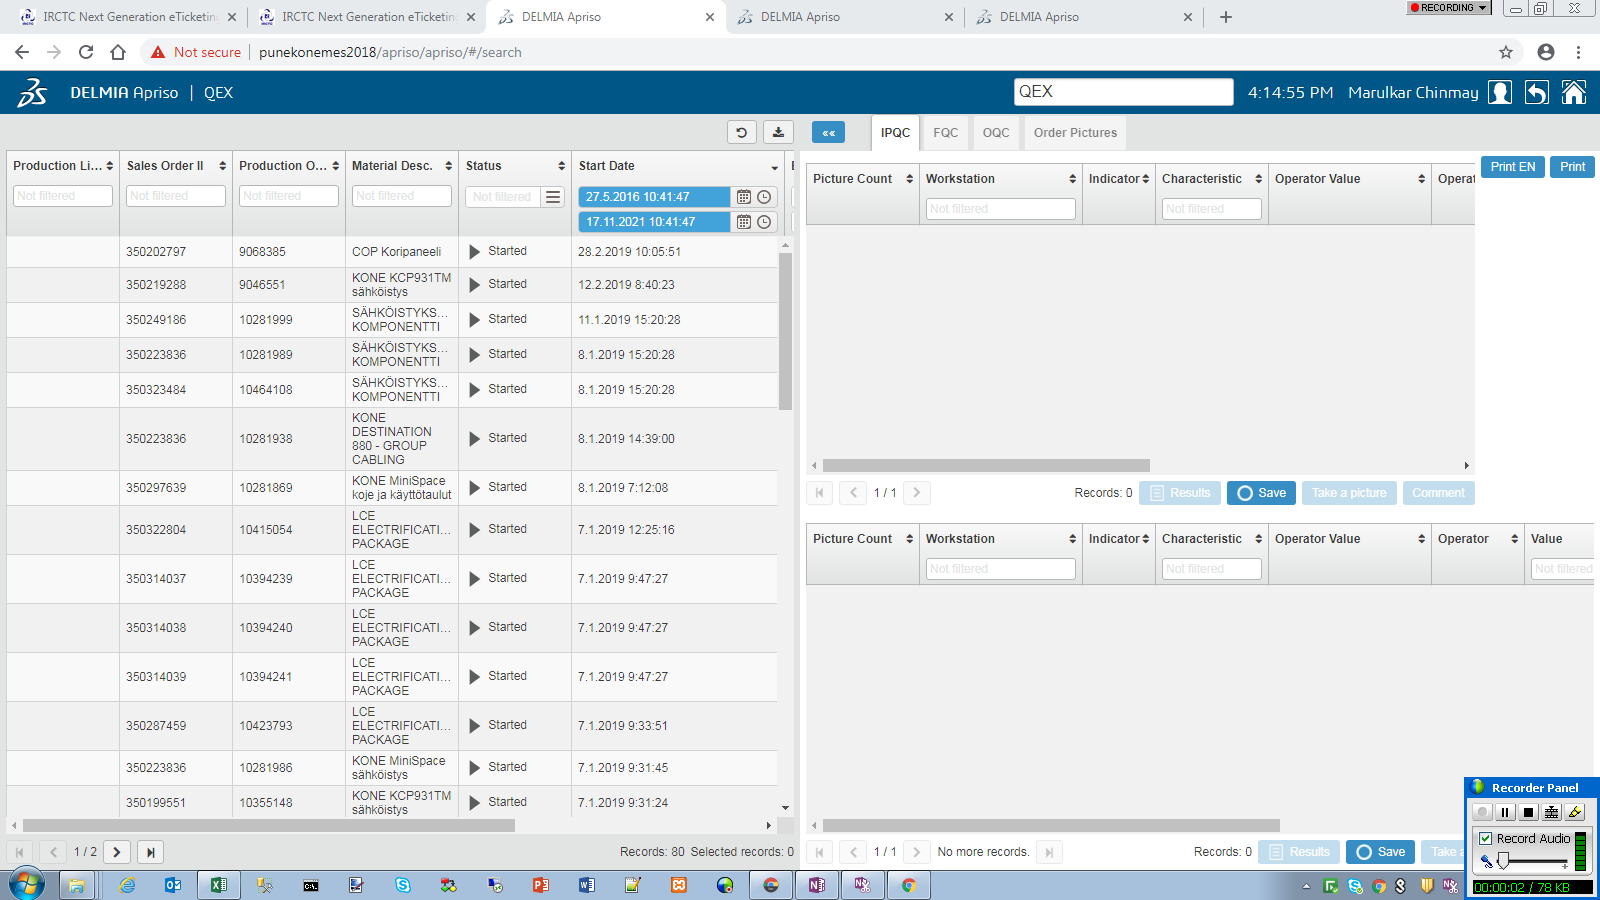 IRCTC Next Generation eTicketin
IRCTC Next Generation eTicketing
DELMIA Apriso
DELMIA Apriso
DELMIA Apriso
RECORDING
Not secure
punekonemes2018/apriso/apriso/#/search
DELMIA Apriso | QEX
QEX
4:14:55 PM
Marulkar Chinmay
IPQC
FQC
OQC
Order Pictures
Production Li...
Sales Order II
Production O...
Material Desc.
Status
Start Date
Not filtered
Not filtered
Not filtered
Not filtered
Not filtered
27.5.2016 10:41:47
17.11.2021 10:41:47
350202797 9068385 COP Koripaneeli Started 28.2.2019 10:05:51
350219288 9046551 KONE KCP931TM
sähköistys Started 12.2.2019 8:40:23
350249186 10281999 SÄHKÖISTYKS...
KOMPONENTTI Started 11.1.2019 15:20:28
350223836 10281989 SÄHKÖISTYKS...
KOMPONENTTI Started 8.1.2019 15:20:28
350323484 10464108 SÄHKÖISTYKS...
KOMPONENTTI Started 8.1.2019 15:20:28
350223836 10281938 KONE
DESTINATION
880 - GROUP
CABLING Started 8.1.2019 14:39:00
350297639 10281869 KONE MiniSpace
koje ja käyttötaulut Started 8.1.2019 7:12:08
350322804 10415054 LCE
ELECTRIFICATI...
PACKAGE Started 7.1.2019 12:25:16
350314037 10394239 LCE
ELECTRIFICATI...
PACKAGE Started 7.1.2019 9:47:27
350314038 10394240 LCE
ELECTRIFICATI...
PACKAGE Started 7.1.2019 9:47:27
350314039 10394241 LCE
ELECTRIFICATI...
PACKAGE Started 7.1.2019 9:47:27
350287459 10423793 LCE
ELECTRIFICATI...
PACKAGE Started 7.1.2019 9:33:51
350223836 10281986 KONE MiniSpace
sähköistys Started 7.1.2019 9:31:45
350199551 10355148 KONE KCP931TM
sähköistys Started 7.1.2019 9:31:24
1 / 2
Records: 80 Selected records: 0
Print EN
Print
Picture Count
Workstation
Indicator
Characteristic
Operator Value
Operat
Not filtered
Not filtered
1 / 1
Records: 0
Results
Save
Take a picture
Comment
Picture Count
Workstation
Indicator
Characteristic
Operator Value
Operator
Value
Not filtered
Not filtered
Not filtered
1 / 1
No more records.
Records: 0
Results
Save
Take a
Recorder Panel
Record Audio
00:00:02 / 78 KB